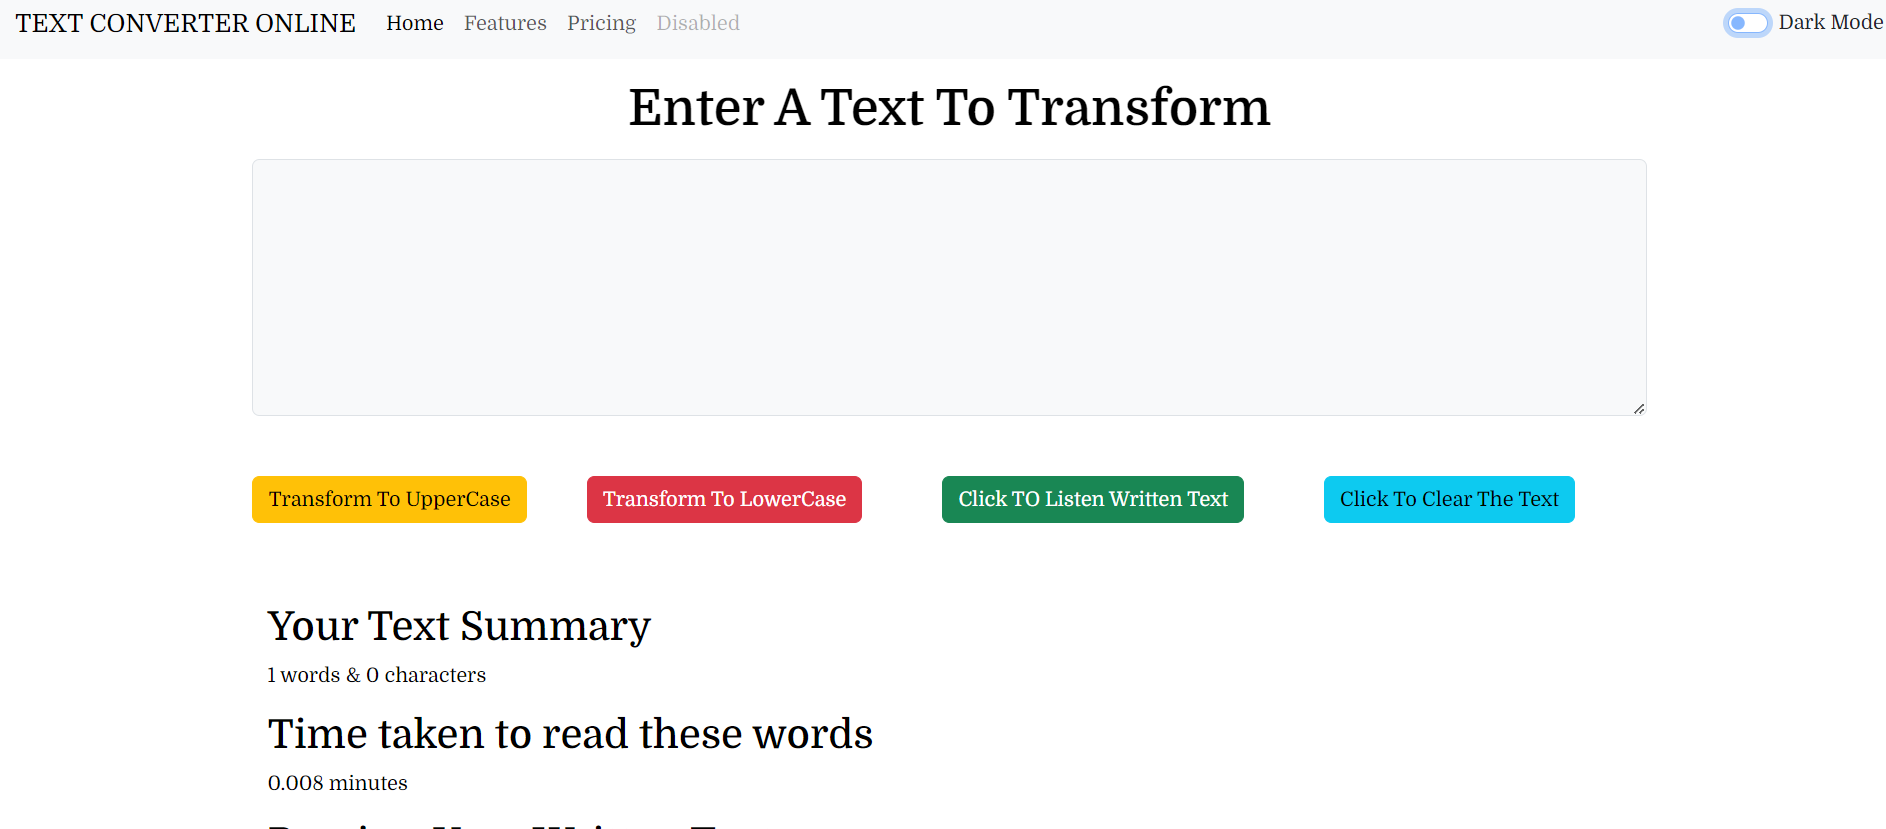 TEXT CONVERTER ONLINE Home Features Pricing Disabled Dark Mode
Enter A Text To Transform
Transform To UpperCase Transform To LowerCase Click TO Listen Written Text Click To Clear The Text
Your Text Summary
1 words & 0 characters
Time taken to read these words
0.008 minutes